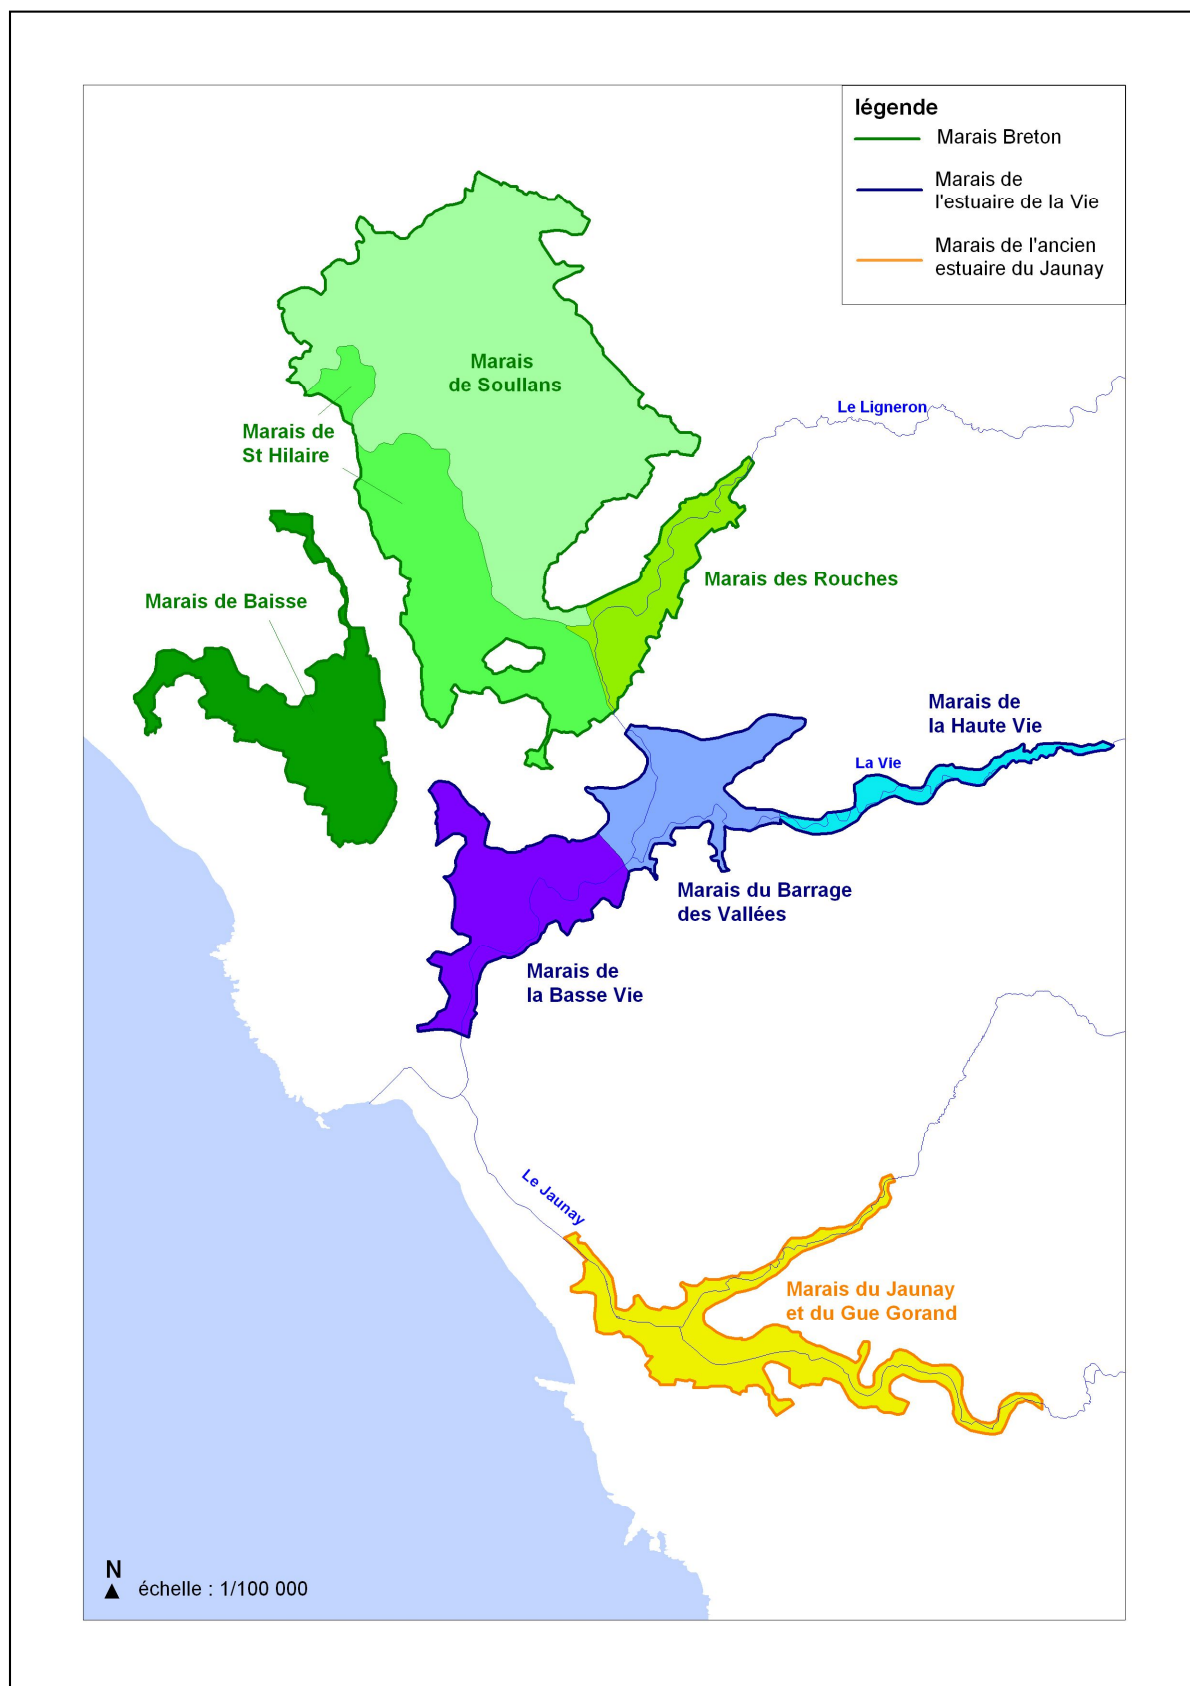 légende
Marais Breton
Marais de
l'estuaire de la Vie
Marais de l'ancien
estuaire du Jaunay
Marais
de Soullans
Le Ligneron
Marais de
St Hilaire
Marais des Rouches
Marais de Baisse
Marais de
la Haute Vie
La Vie
Marais du Barrage
des Vallées
Marais de
la Basse Vie
Le Jaunay
Marais du Jaunay
et du Gue Gorand
N
échelle : 1/100 000